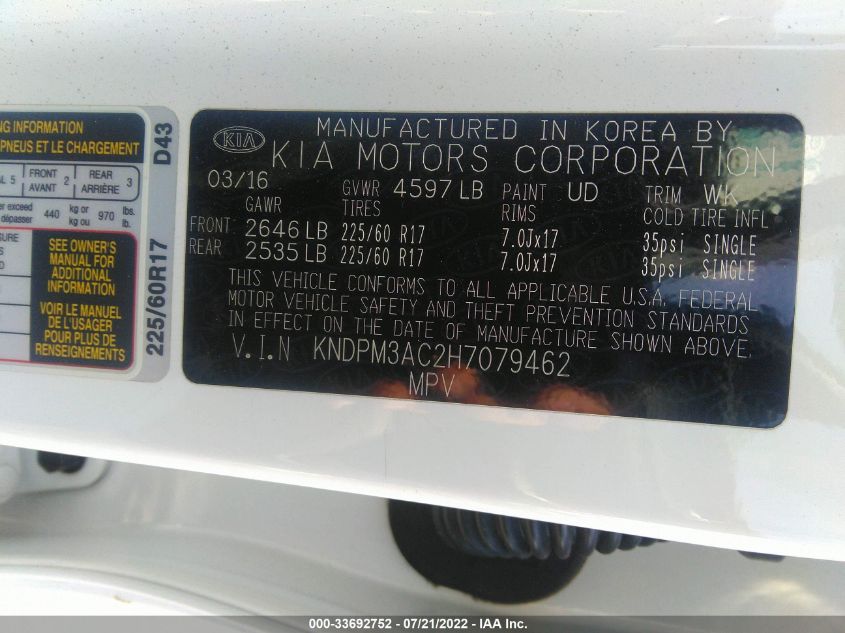 NG INFORMATION
PNEUS ET LE CHARGEMENT
AL 5 FRONT AVANT 2 REAR ARRIÈRE 3
er exceed
dépasser 440 kg or kg ou 970 lbs. lb.
SURE
SEE OWNER'S
MANUAL FOR
ADDITIONAL
INFORMATION
VOIR LE MANUEL
DE L'USAGER
POUR PLUS DE
RENSEIGNEMENTS
225/60R17 D43
KIA
MANUFACTURED IN KOREA BY
KIA MOTORS CORPORATION
03/16 GVWR 4597 LB PAINT UD TRIM WK
GAWR TIRES RIMS COLD TIRE INFL
FRONT 2646 LB 225/60 R17 7.0Jx17 35psi SINGLE
REAR 2535 LB 225/60 R17 7.0Jx17 35psi SINGLE
THIS VEHICLE CONFORMS TO ALL APPLICABLE U.S.A. FEDERAL
MOTOR VEHICLE SAFETY AND THEFT PREVENTION STANDARDS
IN EFFECT ON THE DATE OF MANUFACTURE SHOWN ABOVE.
V.I.N KNDPM3AC2H7079462
MPV
000-33692752 - 07/21/2022 - IAA Inc.